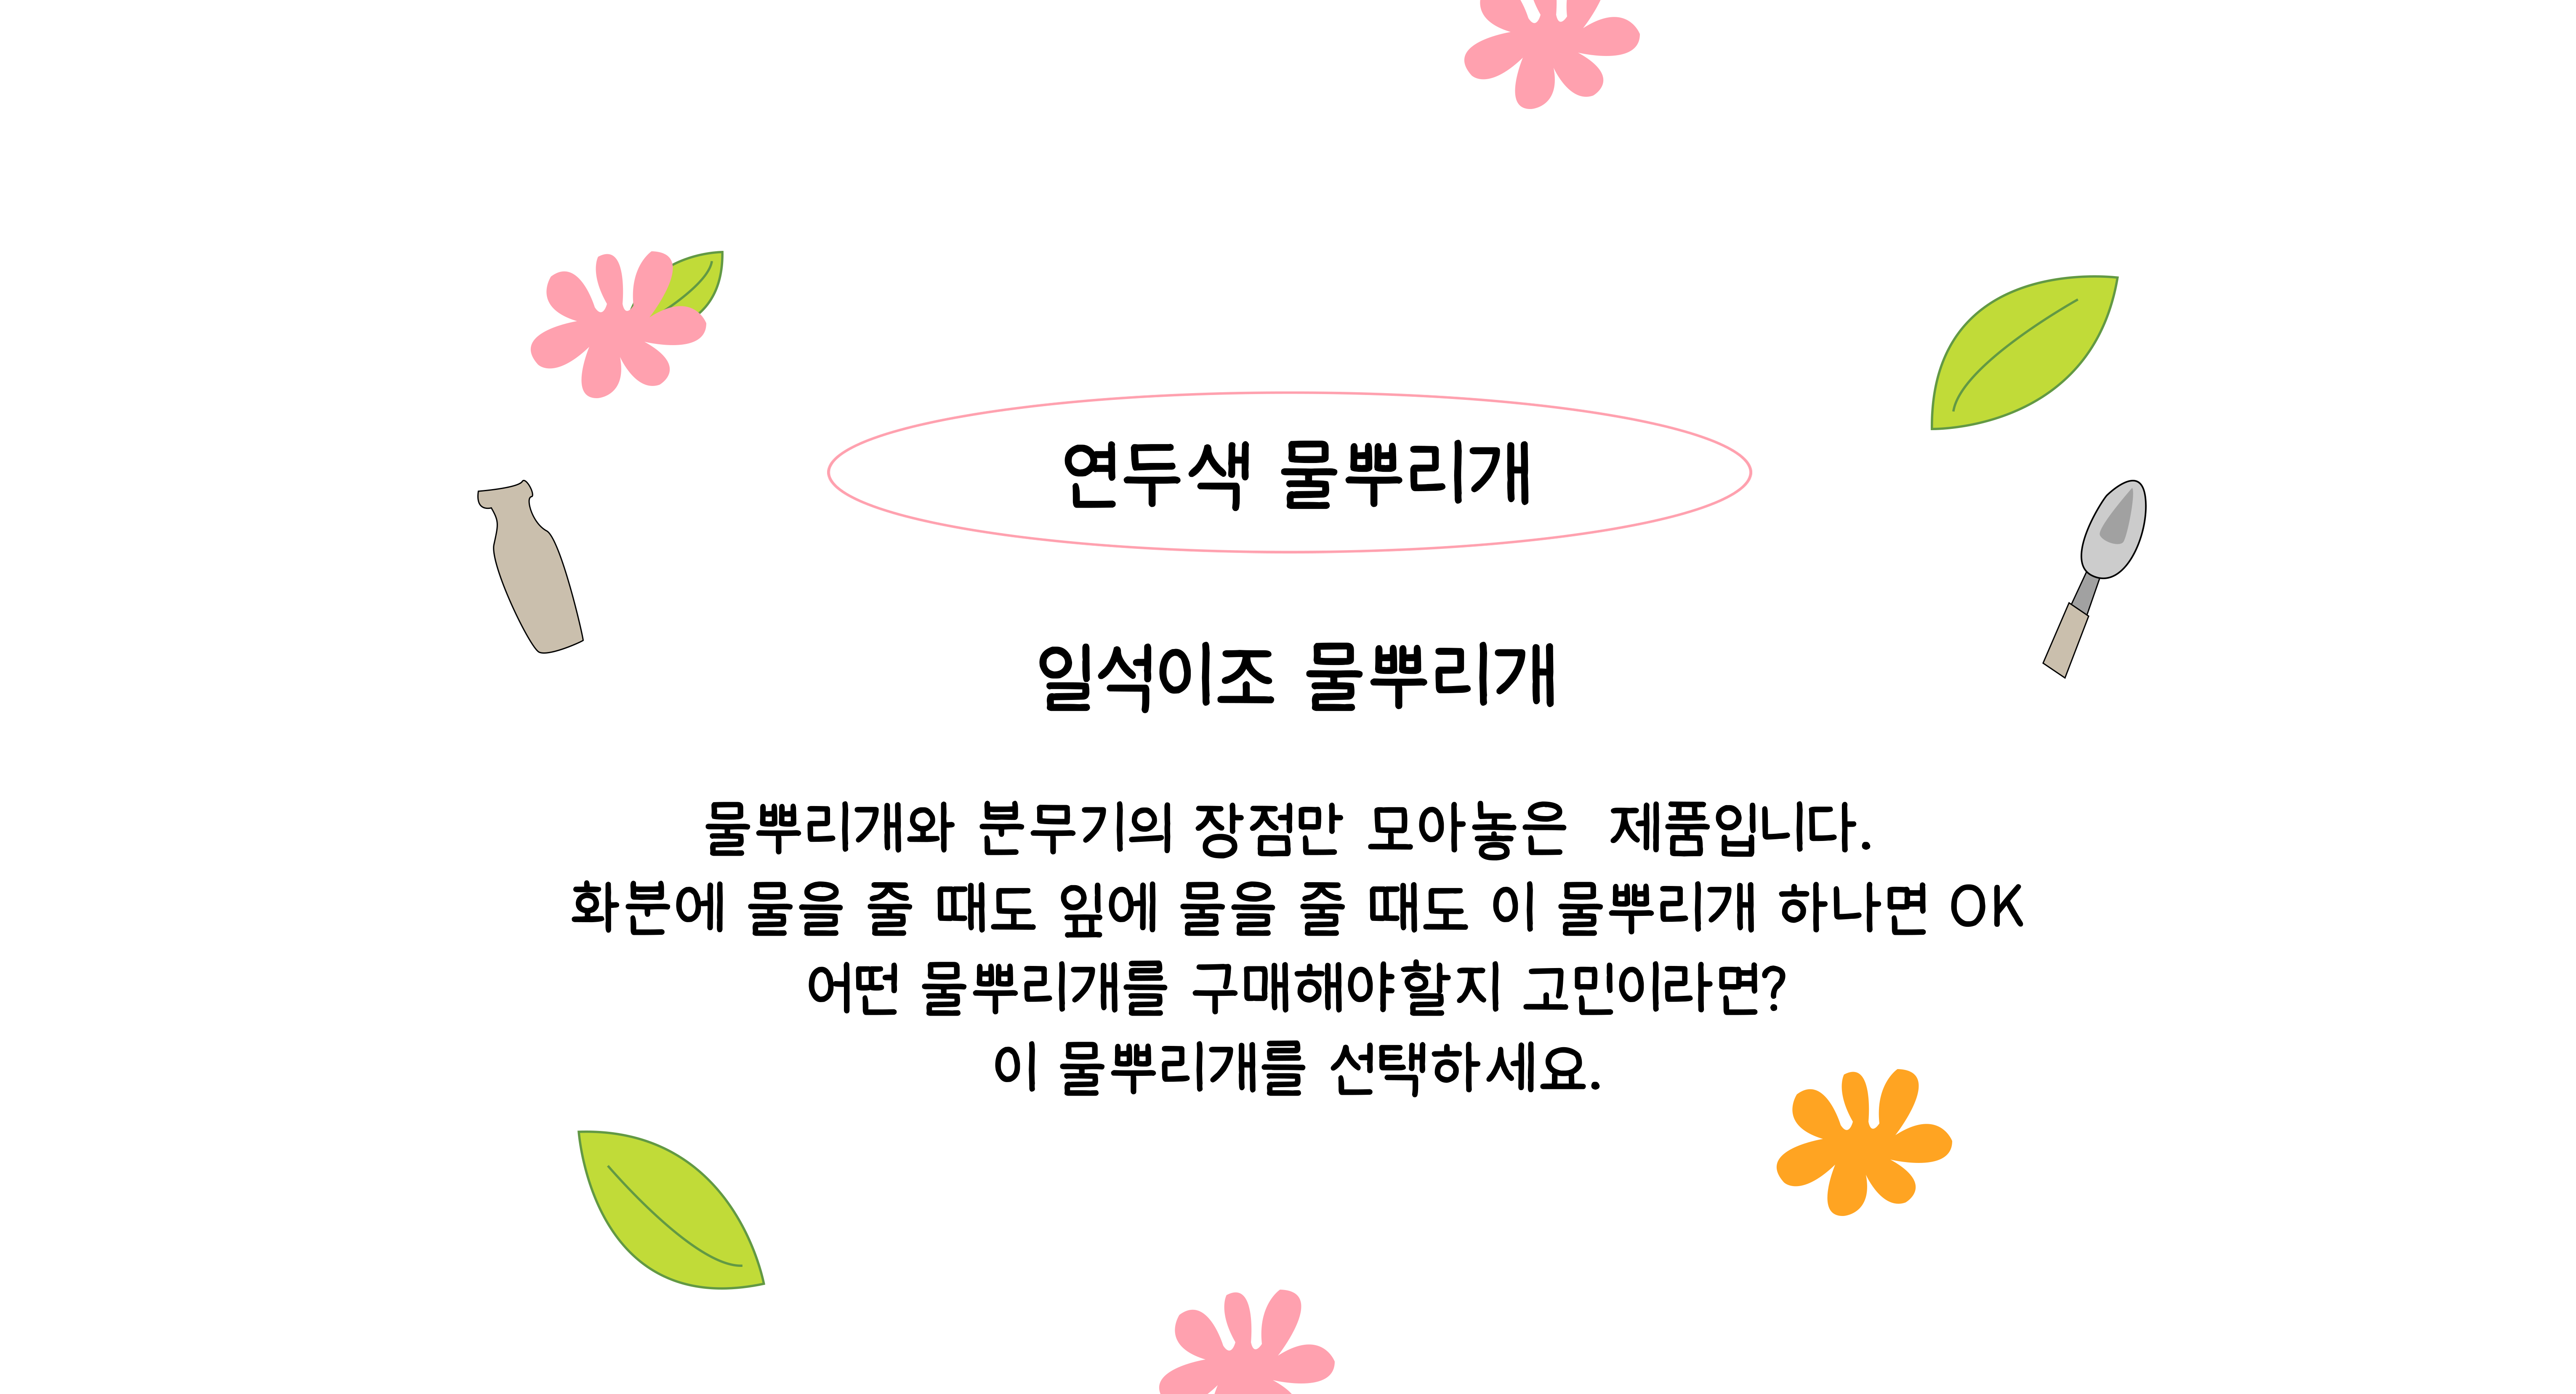 연두색 물뿌리개
일석이조 물뿌리개
물뿌리개와 분무기의 장점만 모아놓은  제품입니다.
화분에 물을 줄 때도 잎에 물을 줄 때도 이 물뿌리개 하나면 OK
어떤 물뿌리개를 구매해야할지 고민이라면?
이 물뿌리개를 선택하세요.